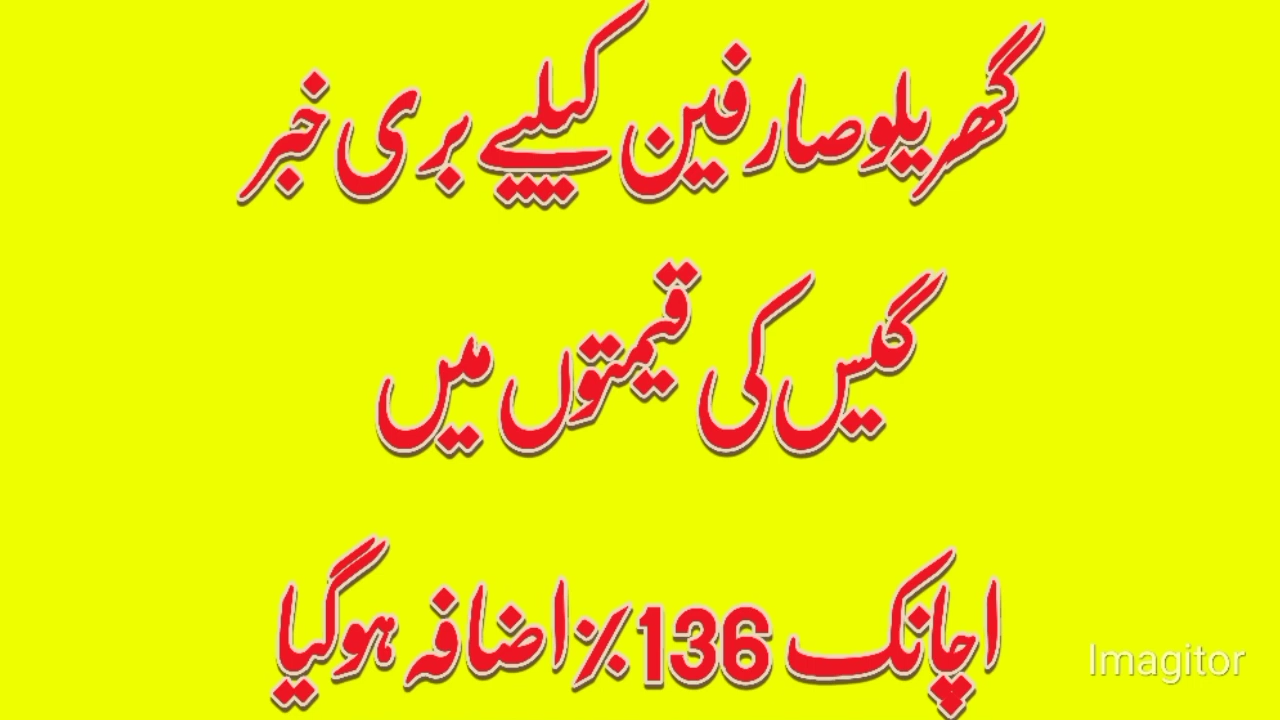 گھریلو صارفین کیلیے بری خبر
گیس کی قیمتوں میں
اچانک 136٪ اضافہ ہوگیا
Imagitor